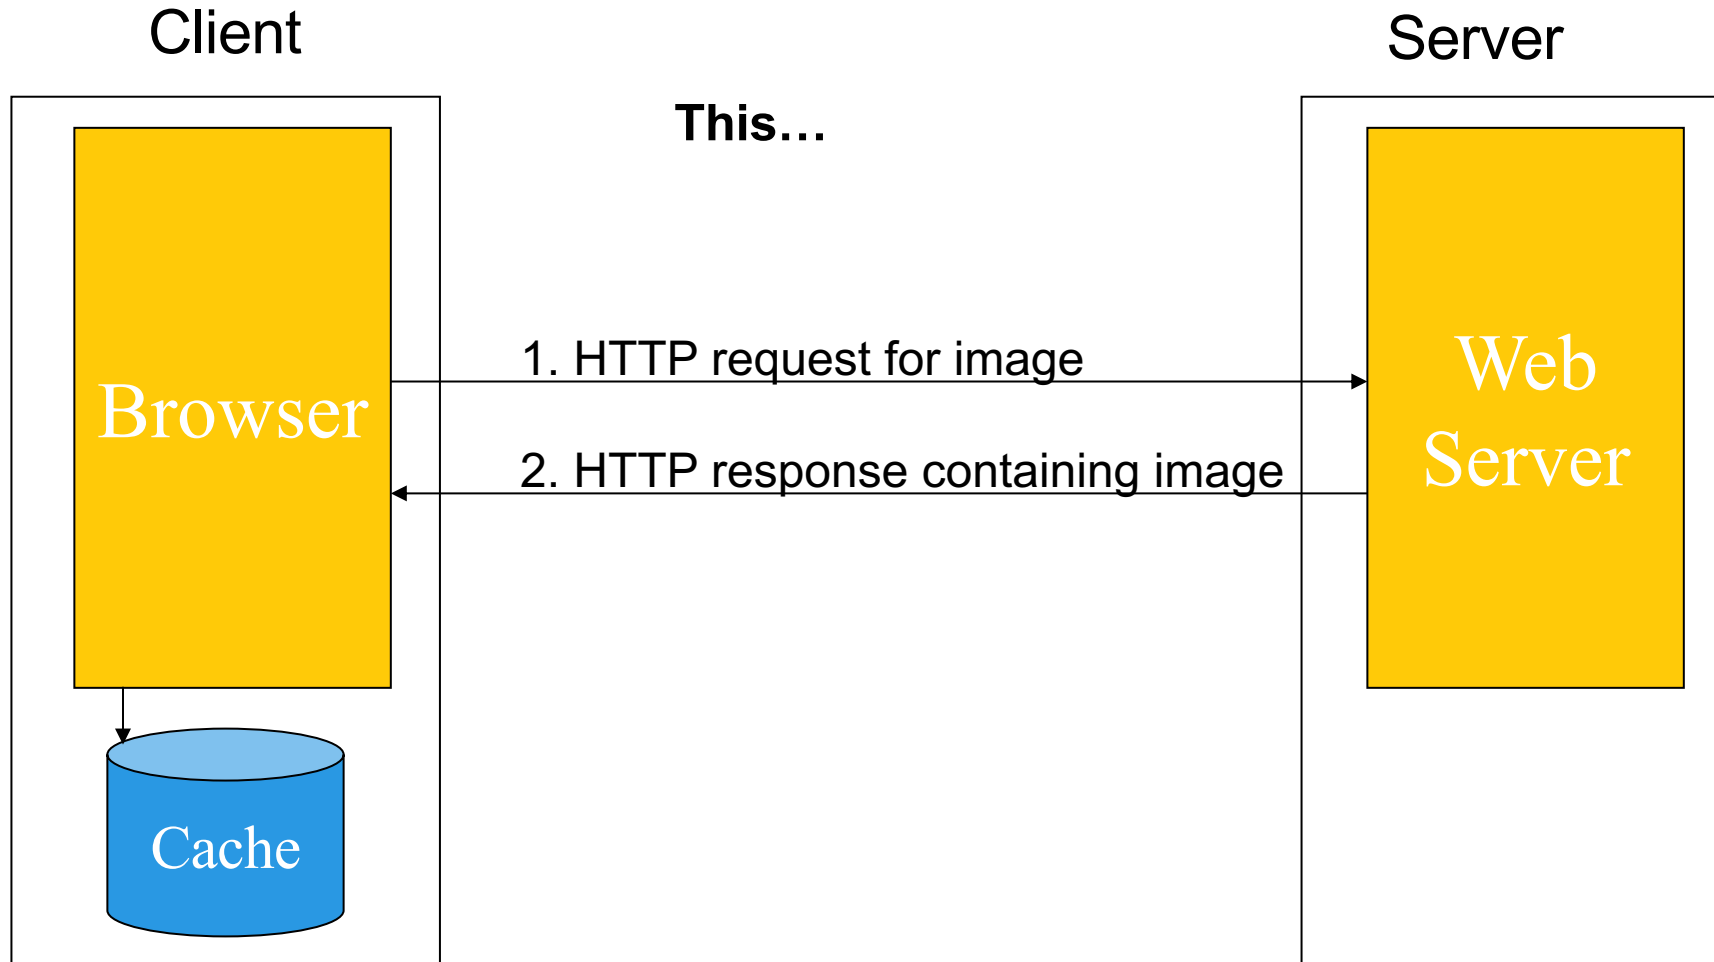 Client
Server
This…
1. HTTP request for image
Browser
Web
Server
2. HTTP response containing image
Cache